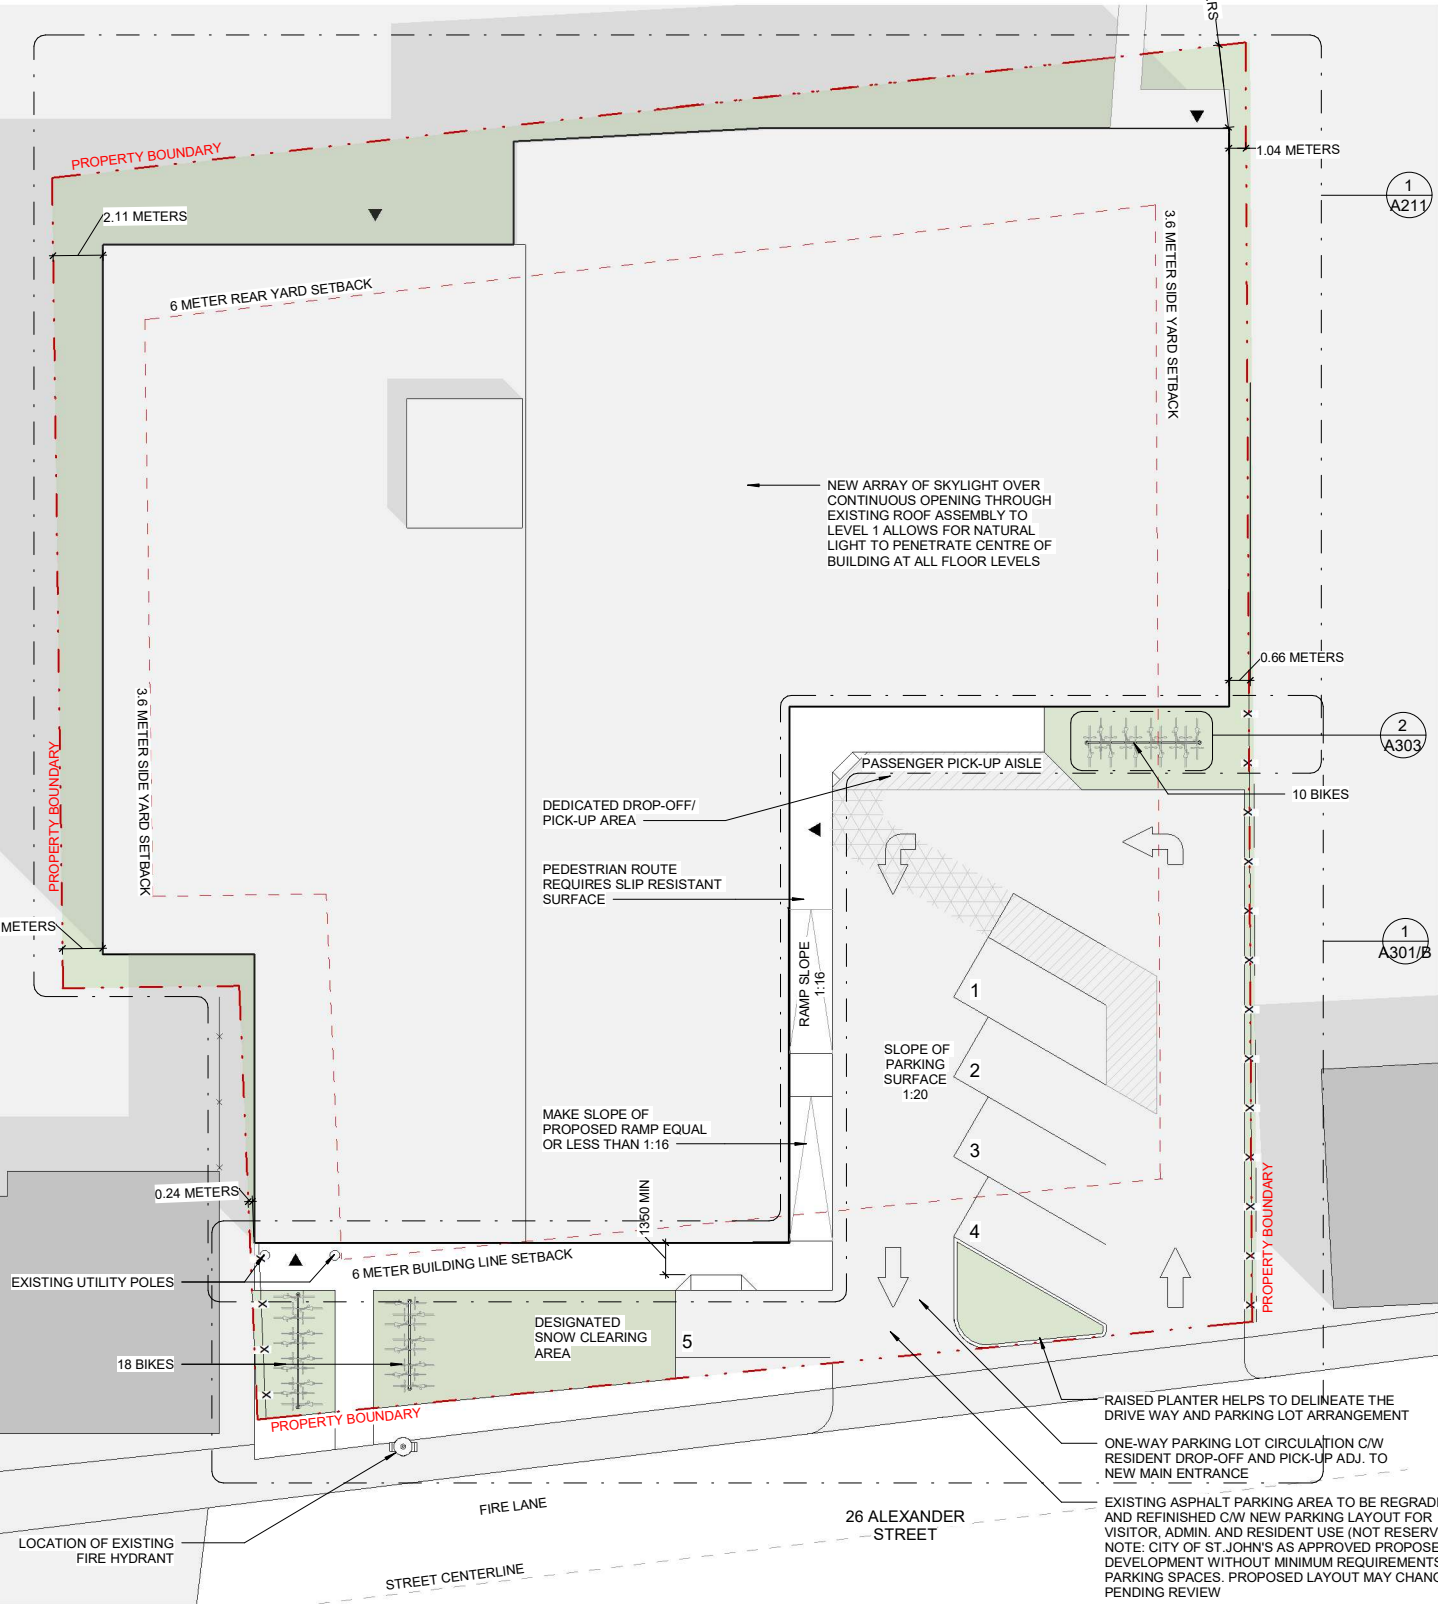 PROPERTY BOUNDARY
1.04 METERS
1
A211
2.11 METERS
6 METER REAR YARD SETBACK
3.6 METER SIDE YARD SETBACK
NEW ARRAY OF SKYLIGHT OVER
CONTINUOUS OPENING THROUGH
EXISTING ROOF ASSEMBLY TO
LEVEL 1 ALLOWS FOR NATURAL
LIGHT TO PENETRATE CENTRE OF
BUILDING AT ALL FLOOR LEVELS
0.66 METERS
3.6 METER SIDE YARD SETBACK
PROPERTY BOUNDARY
2
A303
PASSENGER PICK-UP AISLE
10 BIKES
DEDICATED DROP-OFF/
PICK-UP AREA
PEDESTRIAN ROUTE
REQUIRES SLIP RESISTANT
SURFACE
METERS
1
A301/B
RAMP SLOPE
1:16
1
SLOPE OF
PARKING
SURFACE
1:20
2
MAKE SLOPE OF
PROPOSED RAMP EQUAL
OR LESS THAN 1:16
3
0.24 METERS
1350 MIN
4
PROPERTY BOUNDARY
6 METER BUILDING LINE SETBACK
EXISTING UTILITY POLES
DESIGNATED
SNOW CLEARING
AREA
5
18 BIKES
PROPERTY BOUNDARY
RAISED PLANTER HELPS TO DELINEATE THE
DRIVE WAY AND PARKING LOT ARRANGEMENT
ONE-WAY PARKING LOT CIRCULATION C/W
RESIDENT DROP-OFF AND PICK-UP ADJ. TO
NEW MAIN ENTRANCE
FIRE LANE
26 ALEXANDER
STREET
LOCATION OF EXISTING
FIRE HYDRANT
STREET CENTERLINE
EXISTING ASPHALT PARKING AREA TO BE
AND REFINISHED C/W NEW PARKING LAYOUT FOR
VISITOR, ADMIN. AND RESIDENT USE (NOT
NOTE: CITY OF ST.JOHN'S AS APPROVED
DEVELOPMENT WITHOUT MINIMUM REQUIREMENTS
PARKING SPACES. PROPOSED LAYOUT MAY
PENDING REVIEW